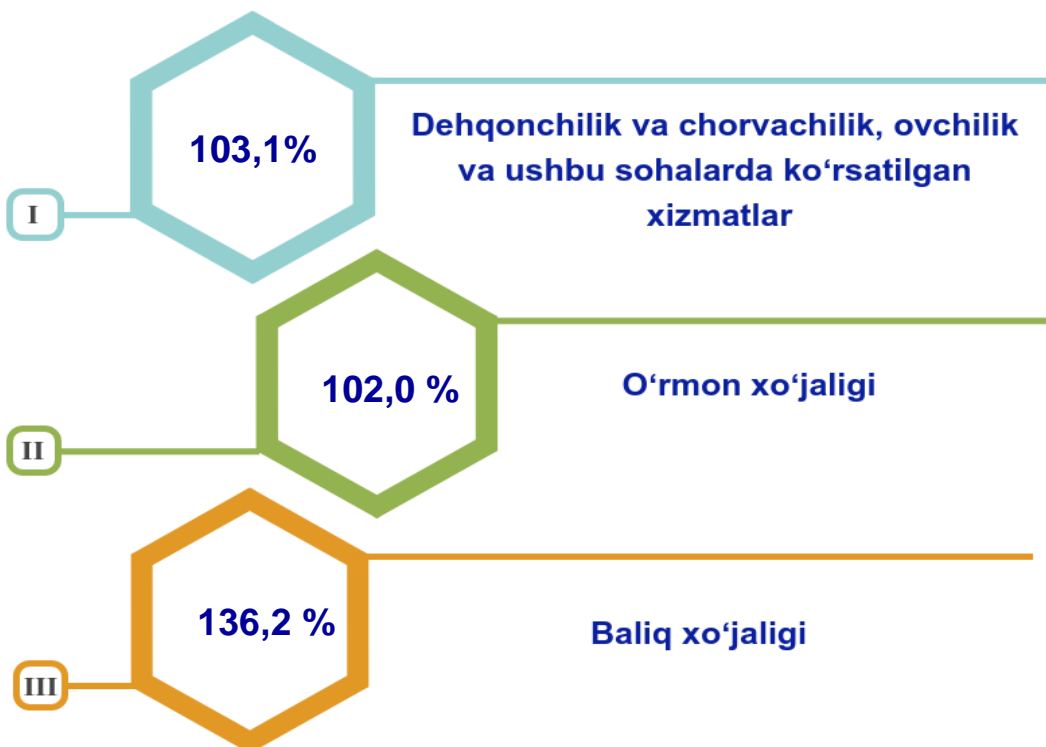 103,1%
Dehqonchilik va chorvachilik, ovchilik
va ushbu sohalarda ko‘rsatilgan
xizmatlar
I
102,0 %
O‘rmon xo‘jaligi
II
136,2 %
Baliq xo‘jaligi
III